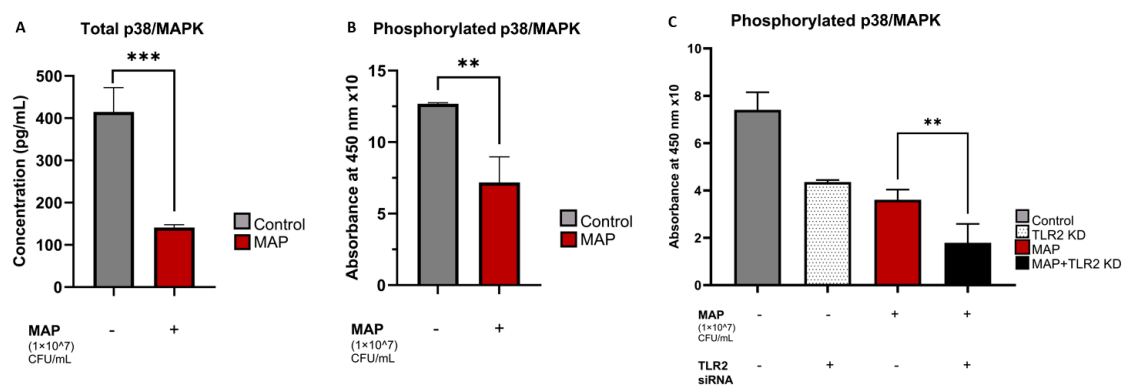 A
Total p38/MAPK
***
Concentration (pg/mL)
500
400
300
200
100
0
Control
MAP
MAP
(1×10^7)
CFU/mL
- +
B
Phosphorylated p38/MAPK
**
Absorbance at 450 nm x10
15
10
5
0
Control
MAP
MAP
(1×10^7)
CFU/mL
- +
C
Phosphorylated p38/MAPK
**
Absorbance at 450 nm x10
10
8
6
4
2
0
Control
TLR2 KD
MAP
MAP+TLR2 KD
MAP
(1×10^7)
CFU/mL
- - + +
TLR2
siRNA
- + - +